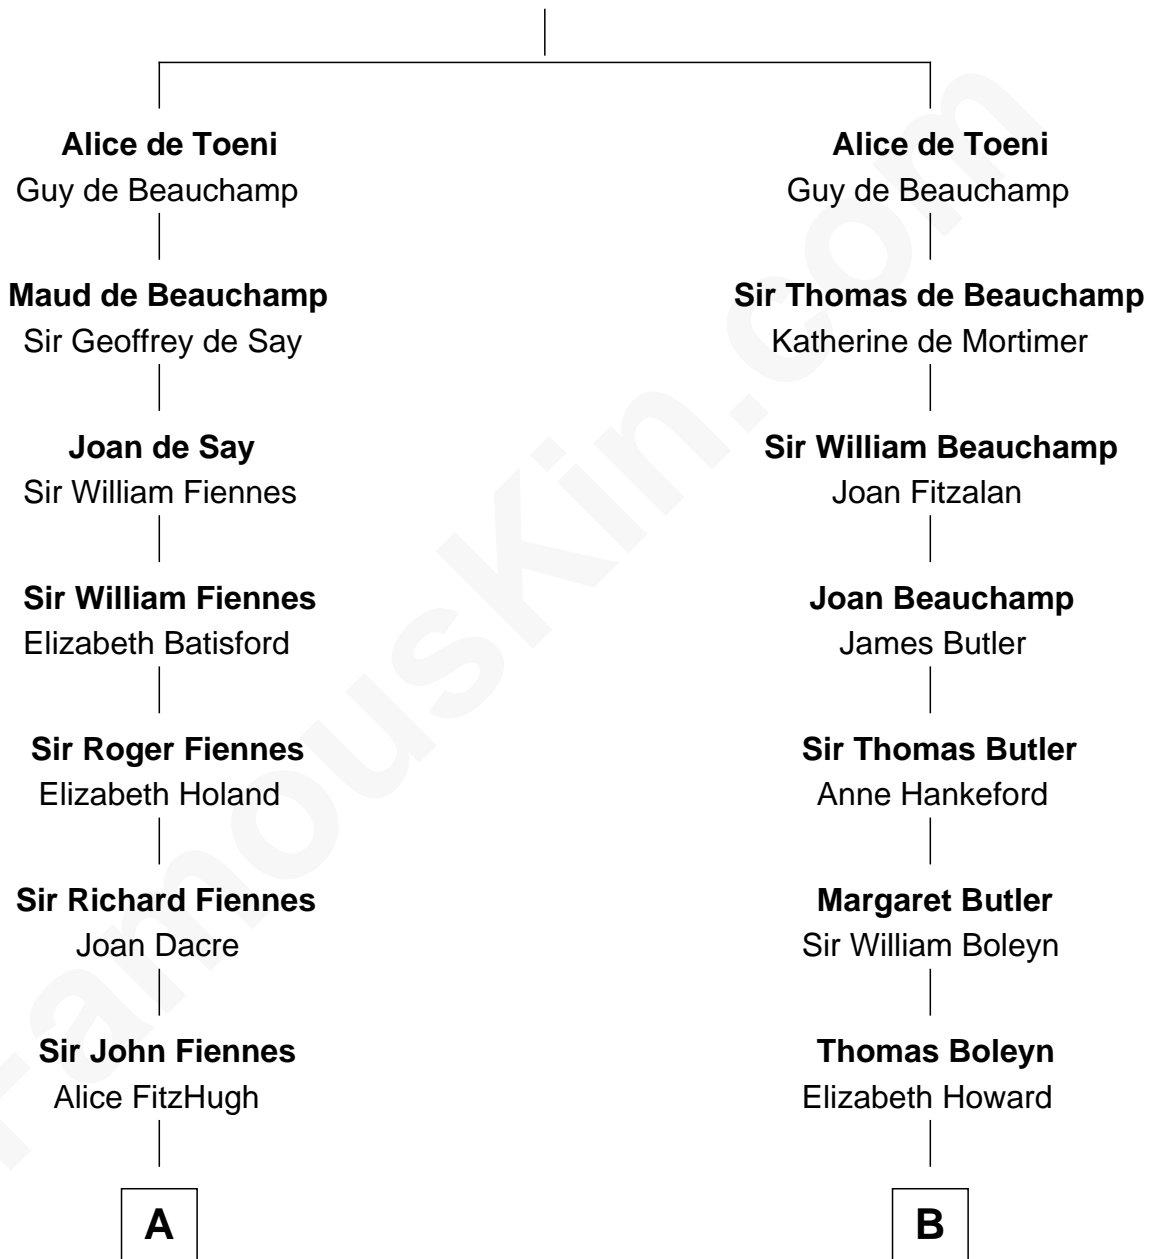 Alice de Toeni
Guy de Beauchamp
Maud de Beauchamp
Sir Geoffrey de Say
Joan de Say
Sir William Fiennes
Sir William Fiennes
Elizabeth Batisford
Sir Roger Fiennes
Elizabeth Holand
Sir Richard Fiennes
Joan Dacre
Sir John Fiennes
Alice FitzHugh
A
Alice de Toeni
Guy de Beauchamp
Sir Thomas de Beauchamp
Katherine de Mortimer
Sir William Beauchamp
Joan Fitzalan
Joan Beauchamp
James Butler
Sir Thomas Butler
Anne Hankeford
Margaret Butler
Sir William Boleyn
Thomas Boleyn
Elizabeth Howard
B
FamousKin.com